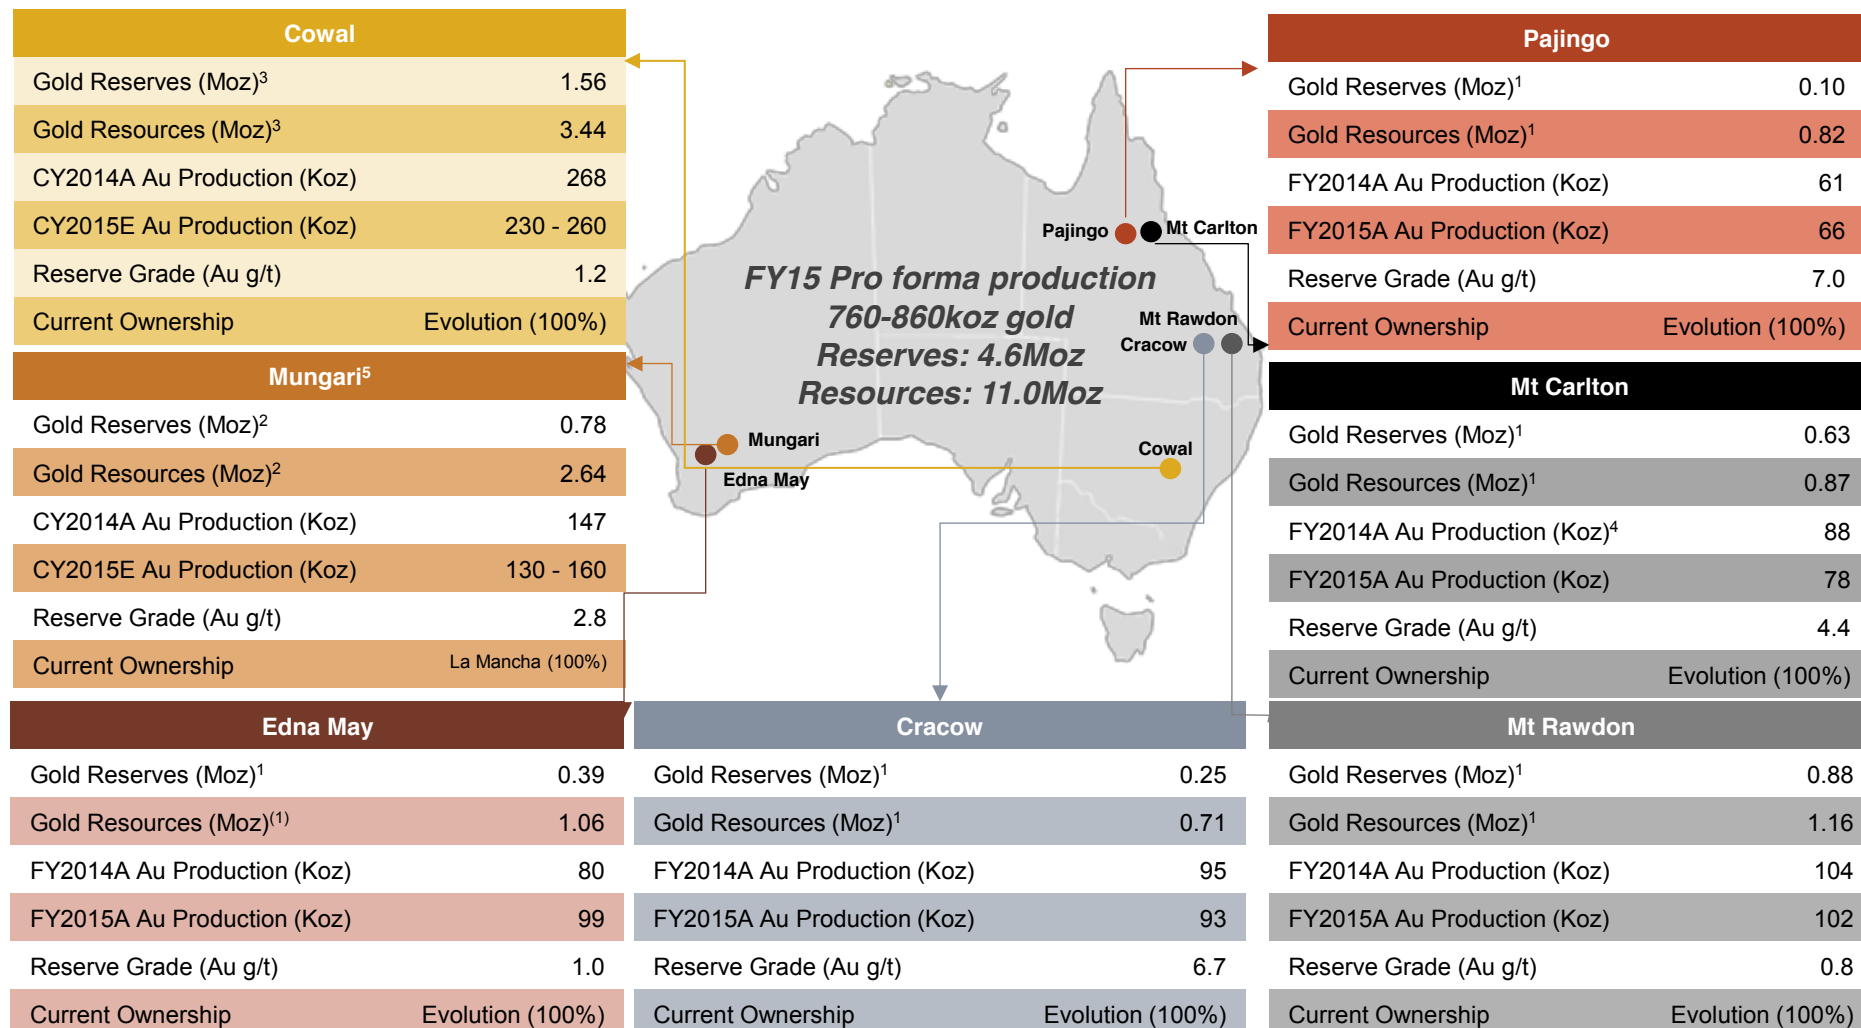 Cowal
Gold Reserves (Moz)³ 1.56
Gold Resources (Moz)³ 3.44
CY2014A Au Production (Koz) 268
CY2015E Au Production (Koz) 230 - 260
Reserve Grade (Au g/t) 1.2
Current Ownership Evolution (100%)
Mungari⁵
Gold Reserves (Moz)² 0.78
Gold Resources (Moz)² 2.64
CY2014A Au Production (Koz) 147
CY2015E Au Production (Koz) 130 - 160
Reserve Grade (Au g/t) 2.8
Current Ownership La Mancha (100%)
Edna May
Gold Reserves (Moz)¹ 0.39
Gold Resources (Moz)⁽¹⁾ 1.06
FY2014A Au Production (Koz) 80
FY2015A Au Production (Koz) 99
Reserve Grade (Au g/t) 1.0
Current Ownership Evolution (100%)
Pajingo
Mt Carlton
FY15 Pro forma production
760-860koz gold
Reserves: 4.6Moz
Resources: 11.0Moz
Mt Rawdon
Cracow
Mungari
Edna May
Cowal
Cracow
Gold Reserves (Moz)¹ 0.25
Gold Resources (Moz)¹ 0.71
FY2014A Au Production (Koz) 95
FY2015A Au Production (Koz) 93
Reserve Grade (Au g/t) 6.7
Current Ownership Evolution (100%)
Pajingo
Gold Reserves (Moz)¹ 0.10
Gold Resources (Moz)¹ 0.82
FY2014A Au Production (Koz) 61
FY2015A Au Production (Koz) 66
Reserve Grade (Au g/t) 7.0
Current Ownership Evolution (100%)
Mt Carlton
Gold Reserves (Moz)¹ 0.63
Gold Resources (Moz)¹ 0.87
FY2014A Au Production (Koz)⁴ 88
FY2015A Au Production (Koz) 78
Reserve Grade (Au g/t) 4.4
Current Ownership Evolution (100%)
Mt Rawdon
Gold Reserves (Moz)¹ 0.88
Gold Resources (Moz)¹ 1.16
FY2014A Au Production (Koz) 104
FY2015A Au Production (Koz) 102
Reserve Grade (Au g/t) 0.8
Current Ownership Evolution (100%)